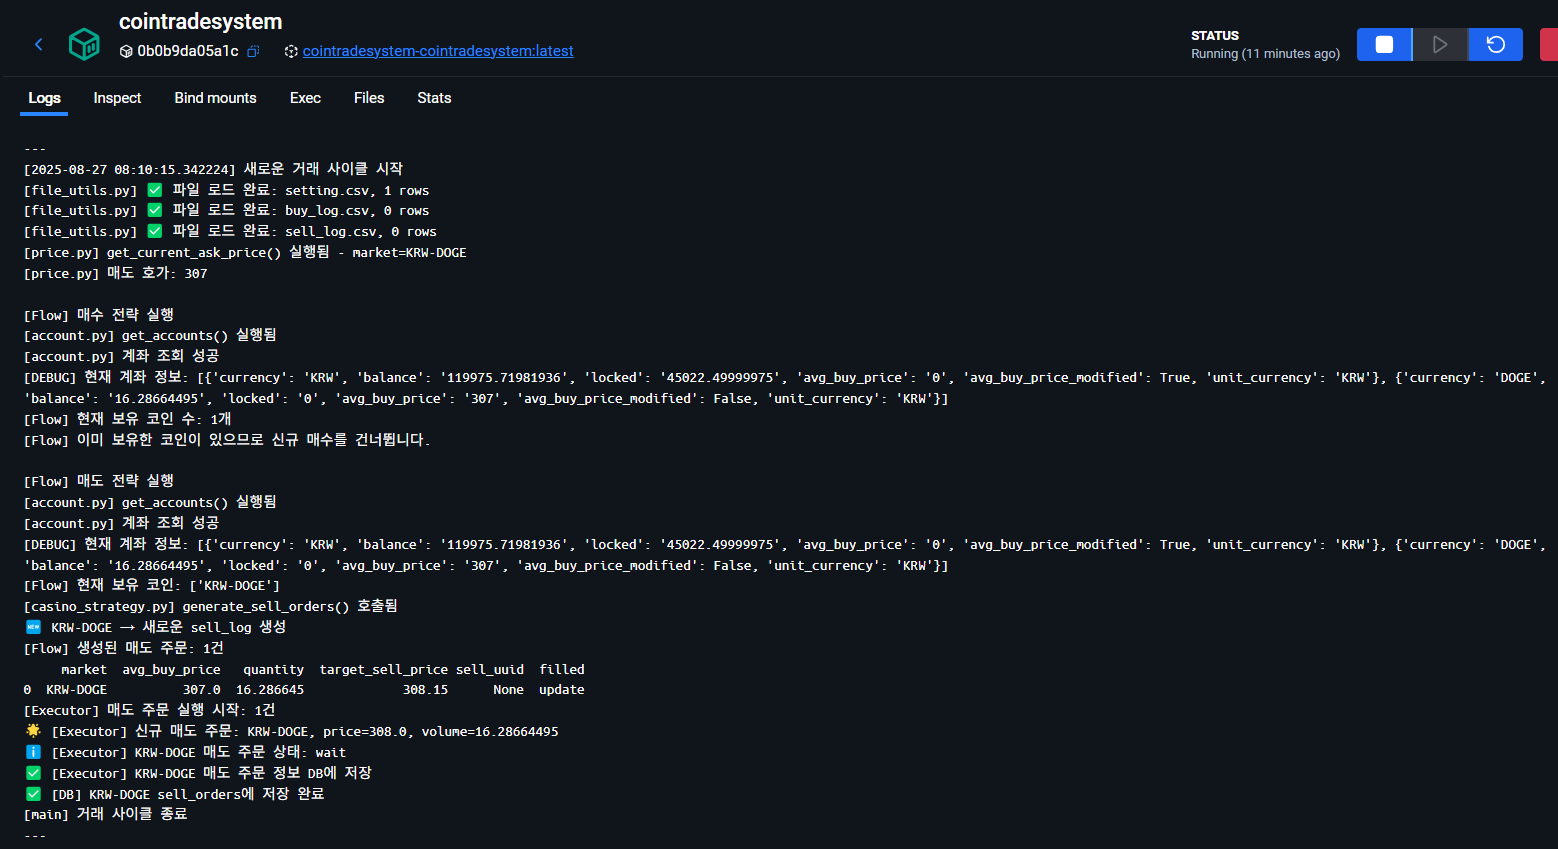 cointradesystem
0b0b9da05a1c cointradesystem-cointradesystem:latest
STATUS
Running (11 minutes ago)
Logs Inspect Bind mounts Exec Files Stats
---
[2025-08-27 08:10:15.342224] 새로운 거래 사이클 시작
[file_utils.py] ✅ 파일 로드 완료: setting.csv, 1 rows
[file_utils.py] ✅ 파일 로드 완료: buy_log.csv, 0 rows
[file_utils.py] ✅ 파일 로드 완료: sell_log.csv, 0 rows
[price.py] get_current_ask_price() 실행됨 - market=KRW-DOGE
[price.py] 매도 호가: 307
[Flow] 매수 전략 실행
[account.py] get_accounts() 실행됨
[account.py] 계좌 조회 성공
[DEBUG] 현재 계좌 정보: [{'currency': 'KRW', 'balance': '119975.71981936', 'locked': '45022.49999975', 'avg_buy_price': '0', 'avg_buy_price_modified': True, 'unit_currency': 'KRW'}, {'currency': 'DOGE',
'balance': '16.28664495', 'locked': '0', 'avg_buy_price': '307', 'avg_buy_price_modified': False, 'unit_currency': 'KRW'}]
[Flow] 현재 보유 코인 수: 1개
[Flow] 이미 보유한 코인이 있으므로 신규 매수를 건너뜁니다.
[Flow] 매도 전략 실행
[account.py] get_accounts() 실행됨
[account.py] 계좌 조회 성공
[DEBUG] 현재 계좌 정보: [{'currency': 'KRW', 'balance': '119975.71981936', 'locked': '45022.49999975', 'avg_buy_price': '0', 'avg_buy_price_modified': True, 'unit_currency': 'KRW'}, {'currency': 'DOGE',
'balance': '16.28664495', 'locked': '0', 'avg_buy_price': '307', 'avg_buy_price_modified': False, 'unit_currency': 'KRW'}]
[Flow] 현재 보유 코인: ['KRW-DOGE']
[casino_strategy.py] generate_sell_orders() 호출됨
🆕 KRW-DOGE → 새로운 sell_log 생성
[Flow] 생성된 매도 주문: 1건
market avg_buy_price quantity target_sell_price sell_uuid filled
0 KRW-DOGE 307.0 16.286645 308.15 None update
[Executor] 매도 주문 실행 시작: 1건
🌟 [Executor] 신규 매도 주문: KRW-DOGE, price=308.0, volume=16.28664495
ℹ️ [Executor] KRW-DOGE 매도 주문 상태: wait
✅ [Executor] KRW-DOGE 매도 주문 정보 DB에 저장
✅ [DB] KRW-DOGE sell_orders에 저장 완료
[main] 거래 사이클 종료
---